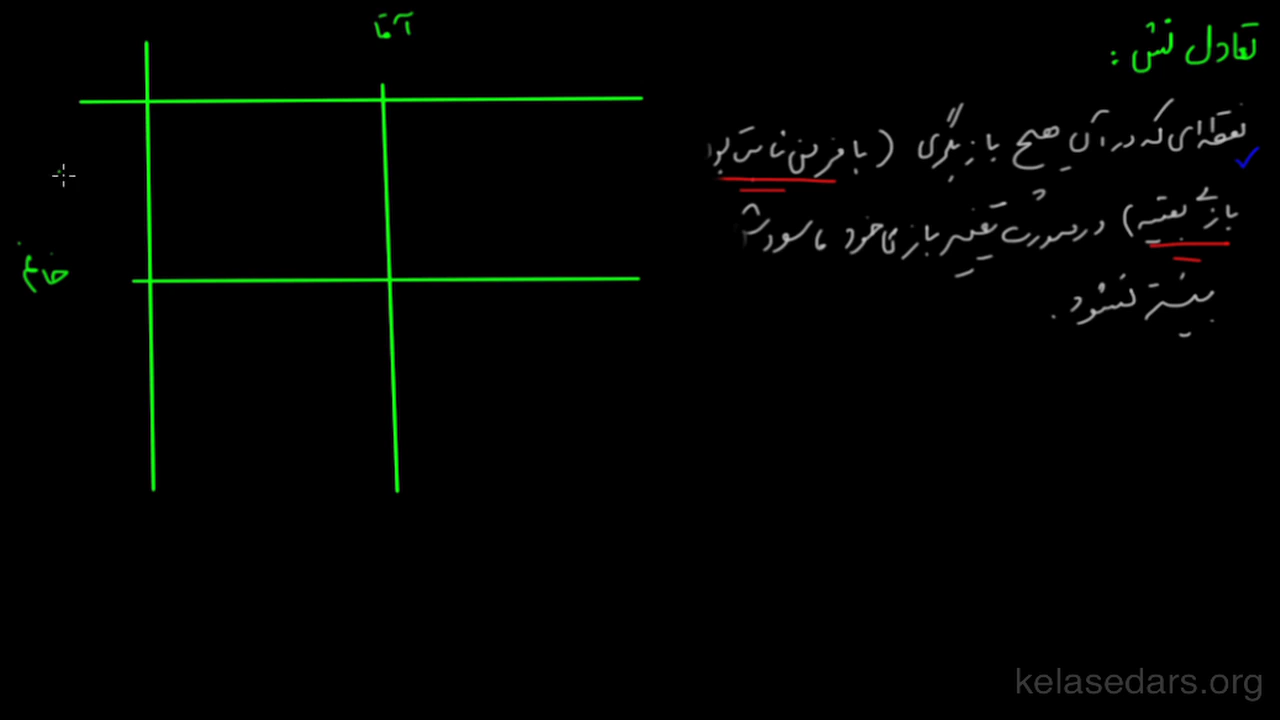 تعادل نش :
نقطه ای که در آن هیچ بازیگری ( با فرض ثابت بو
بازی بقیه ) در صورت تغییر بازی خود سودش
بیشتر نشود .
آقا
خانم
kelasedars.org